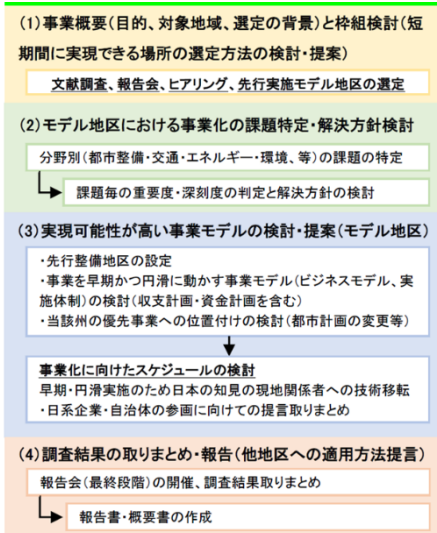 (1)事業概要(目的、対象地域、選定の背景)と枠組検討(短
期間に実現できる場所の選定方法の検討・提案)
文献調査、報告会、ヒアリング、先行実施モデル地区の選定
(2)モデル地区における事業化の課題特定・解決方針検討
分野別(都市整備・交通・エネルギー・環境、等)の課題の特定
課題毎の重要度・深刻度の判定と解決方針の検討
(3)実現可能性が高い事業モデルの検討・提案(モデル地区)
・先行整備地区の設定
・事業を早期かつ円滑に動かす事業モデル(ビジネスモデル、実
施体制)の検討(収支計画・資金計画を含む)
・当該州の優先事業への位置付けの検討(都市計画の変更等)
事業化に向けたスケジュールの検討
早期・円滑実施のため日本の知見の現地関係者への技術移転
・日系企業・自治体の参画に向けての提言取りまとめ
(4)調査結果の取りまとめ・報告(他地区への適用方法提言)
報告会(最終段階)の開催、調査結果取りまとめ
報告書・概要書の作成